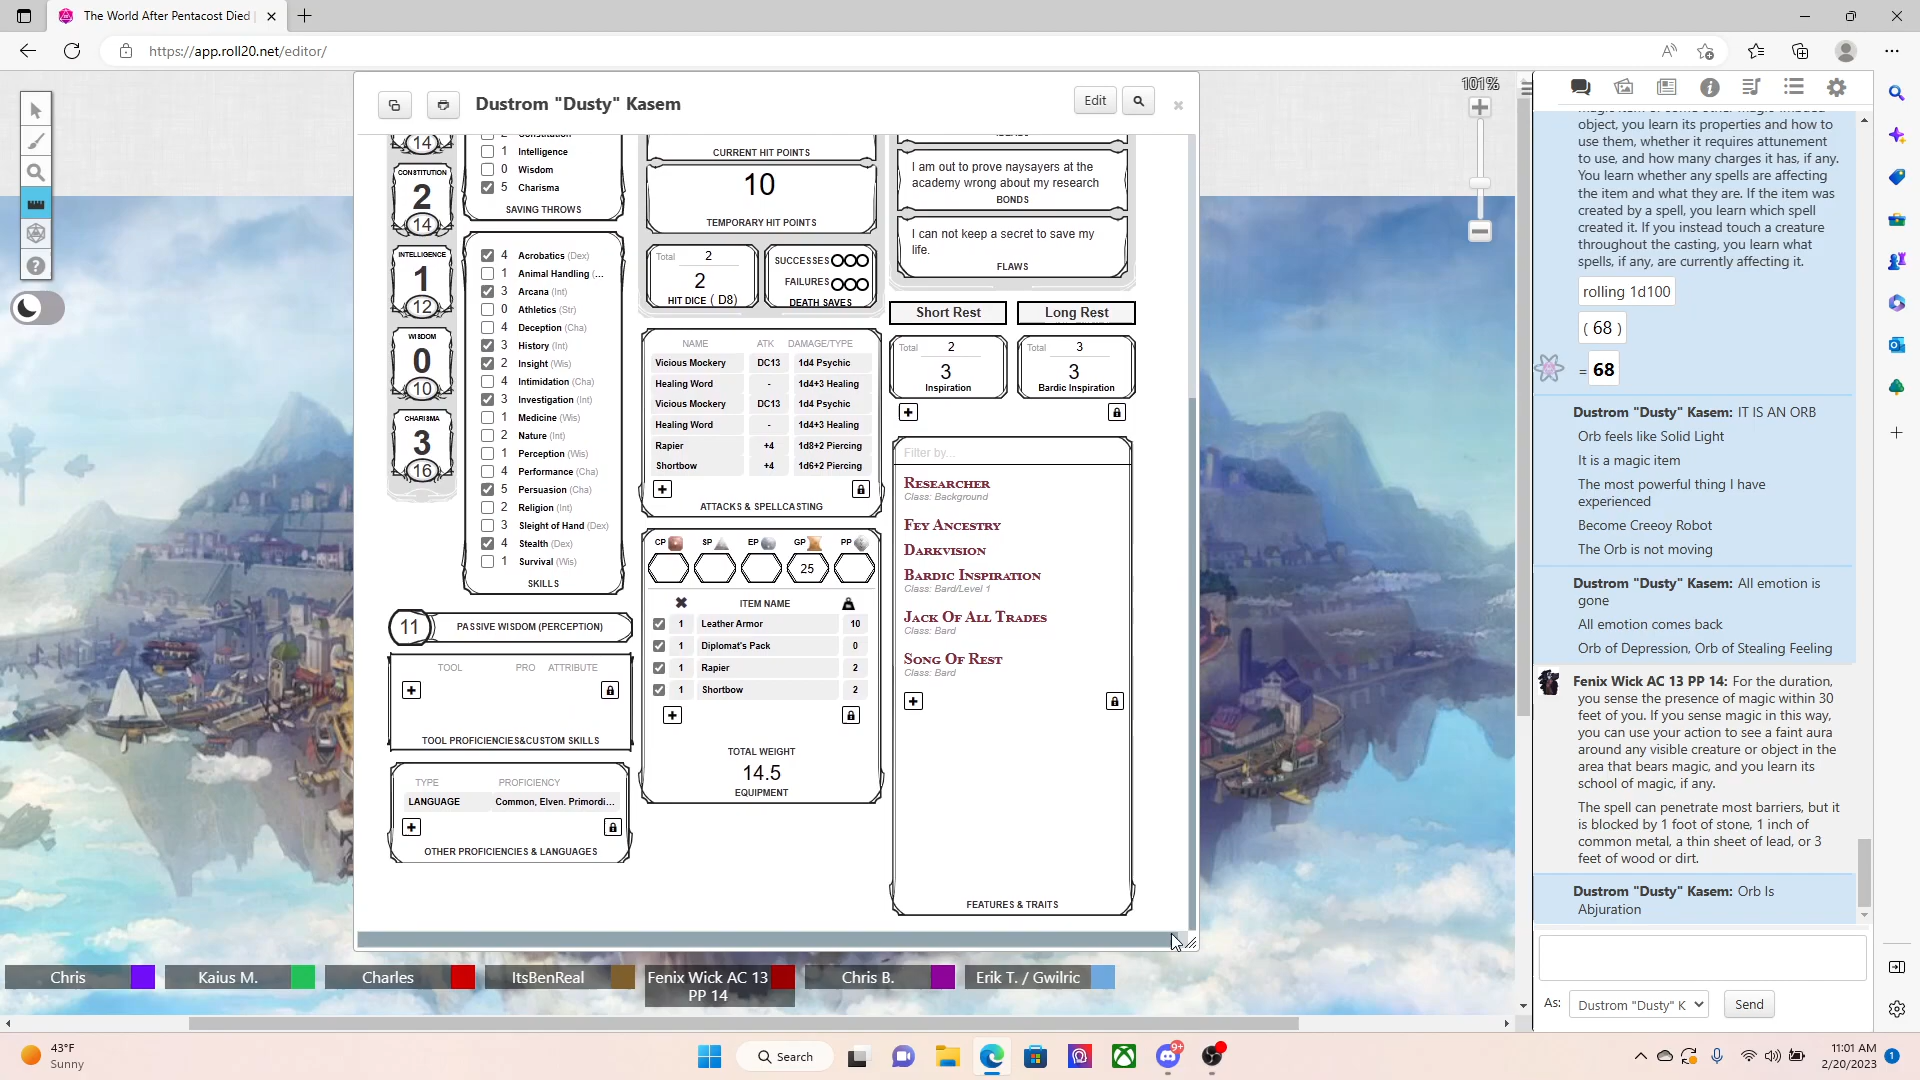 The World After Pentacost Died
https://app.roll20.net/editor/
101%
Dustrom "Dusty" Kasem
Edit
14
CONSTITUTION
2
14
INTELLIGENCE
1
12
WISDOM
0
10
CHARISMA
3
16
1 Intelligence
0 Wisdom
5 Charisma
SAVING THROWS
4 Acrobatics (Dex)
1 Animal Handling (...
3 Arcana (Int)
0 Athletics (Str)
4 Deception (Cha)
3 History (Int)
2 Insight (Wis)
4 Intimidation (Cha)
3 Investigation (Int)
1 Medicine (Wis)
2 Nature (Int)
1 Perception (Wis)
4 Performance (Cha)
5 Persuasion (Cha)
2 Religion (Int)
3 Sleight of Hand (Dex)
4 Stealth (Dex)
1 Survival (Wis)
SKILLS
11 PASSIVE WISDOM (PERCEPTION)
TOOL PRO ATTRIBUTE
TOOL PROFICIENCIES&CUSTOM SKILLS
TYPE PROFICIENCY
LANGUAGE Common, Elven. Primordi...
OTHER PROFICIENCIES & LANGUAGES
CURRENT HIT POINTS
10
TEMPORARY HIT POINTS
Total 2
2
HIT DICE ( D8)
SUCCESSES
FAILURES
DEATH SAVES
NAME ATK DAMAGE/TYPE
Vicious Mockery DC13 1d4 Psychic
Healing Word - 1d4+3 Healing
Vicious Mockery DC13 1d4 Psychic
Healing Word - 1d4+3 Healing
Rapier +4 1d8+2 Piercing
Shortbow +4 1d6+2 Piercing
ATTACKS & SPELLCASTING
CP SP EP GP PP
25
ITEM NAME
1 Leather Armor 10
1 Diplomat's Pack 0
1 Rapier 2
1 Shortbow 2
TOTAL WEIGHT
14.5
EQUIPMENT
I am out to prove naysayers at the
academy wrong about my research
BONDS
I can not keep a secret to save my
life.
FLAWS
Short Rest
Long Rest
Total 2
3
Inspiration
Total 3
3
Bardic Inspiration
Filter by...
RESEARCHER
Class: Background
FEY ANCESTRY
DARKVISION
BARDIC INSPIRATION
Class: Bard/Level 1
JACK OF ALL TRADES
Class: Bard
SONG OF REST
Class: Bard
FEATURES & TRAITS
object, you learn its properties and how to
use them, whether it requires attunement
to use, and how many charges it has, if any.
You learn whether any spells are affecting
the item and what they are. If the item was
created by a spell, you learn which spell
created it. If you instead touch a creature
throughout the casting, you learn what
spells, if any, are currently affecting it.
rolling 1d100
( 68 )
= 68
Dustrom "Dusty" Kasem: IT IS AN ORB
Orb feels like Solid Light
It is a magic item
The most powerful thing I have
experienced
Become Creeoy Robot
The Orb is not moving
Dustrom "Dusty" Kasem: All emotion is
gone
All emotion comes back
Orb of Depression, Orb of Stealing Feeling
Fenix Wick AC 13 PP 14: For the duration,
you sense the presence of magic within 30
feet of you. If you sense magic in this way,
you can use your action to see a faint aura
around any visible creature or object in the
area that bears magic, and you learn its
school of magic, if any.
The spell can penetrate most barriers, but it
is blocked by 1 foot of stone, 1 inch of
common metal, a thin sheet of lead, or 3
feet of wood or dirt.
Dustrom "Dusty" Kasem: Orb Is
Abjuration
As: Dustrom "Dusty" K Send
Chris
Kaius M.
Charles
ItsBenReal
Fenix Wick AC 13
PP 14
Chris B.
Erik T. / Gwilric
43°F
Sunny
Search
9+
11:01 AM
2/20/2023
1